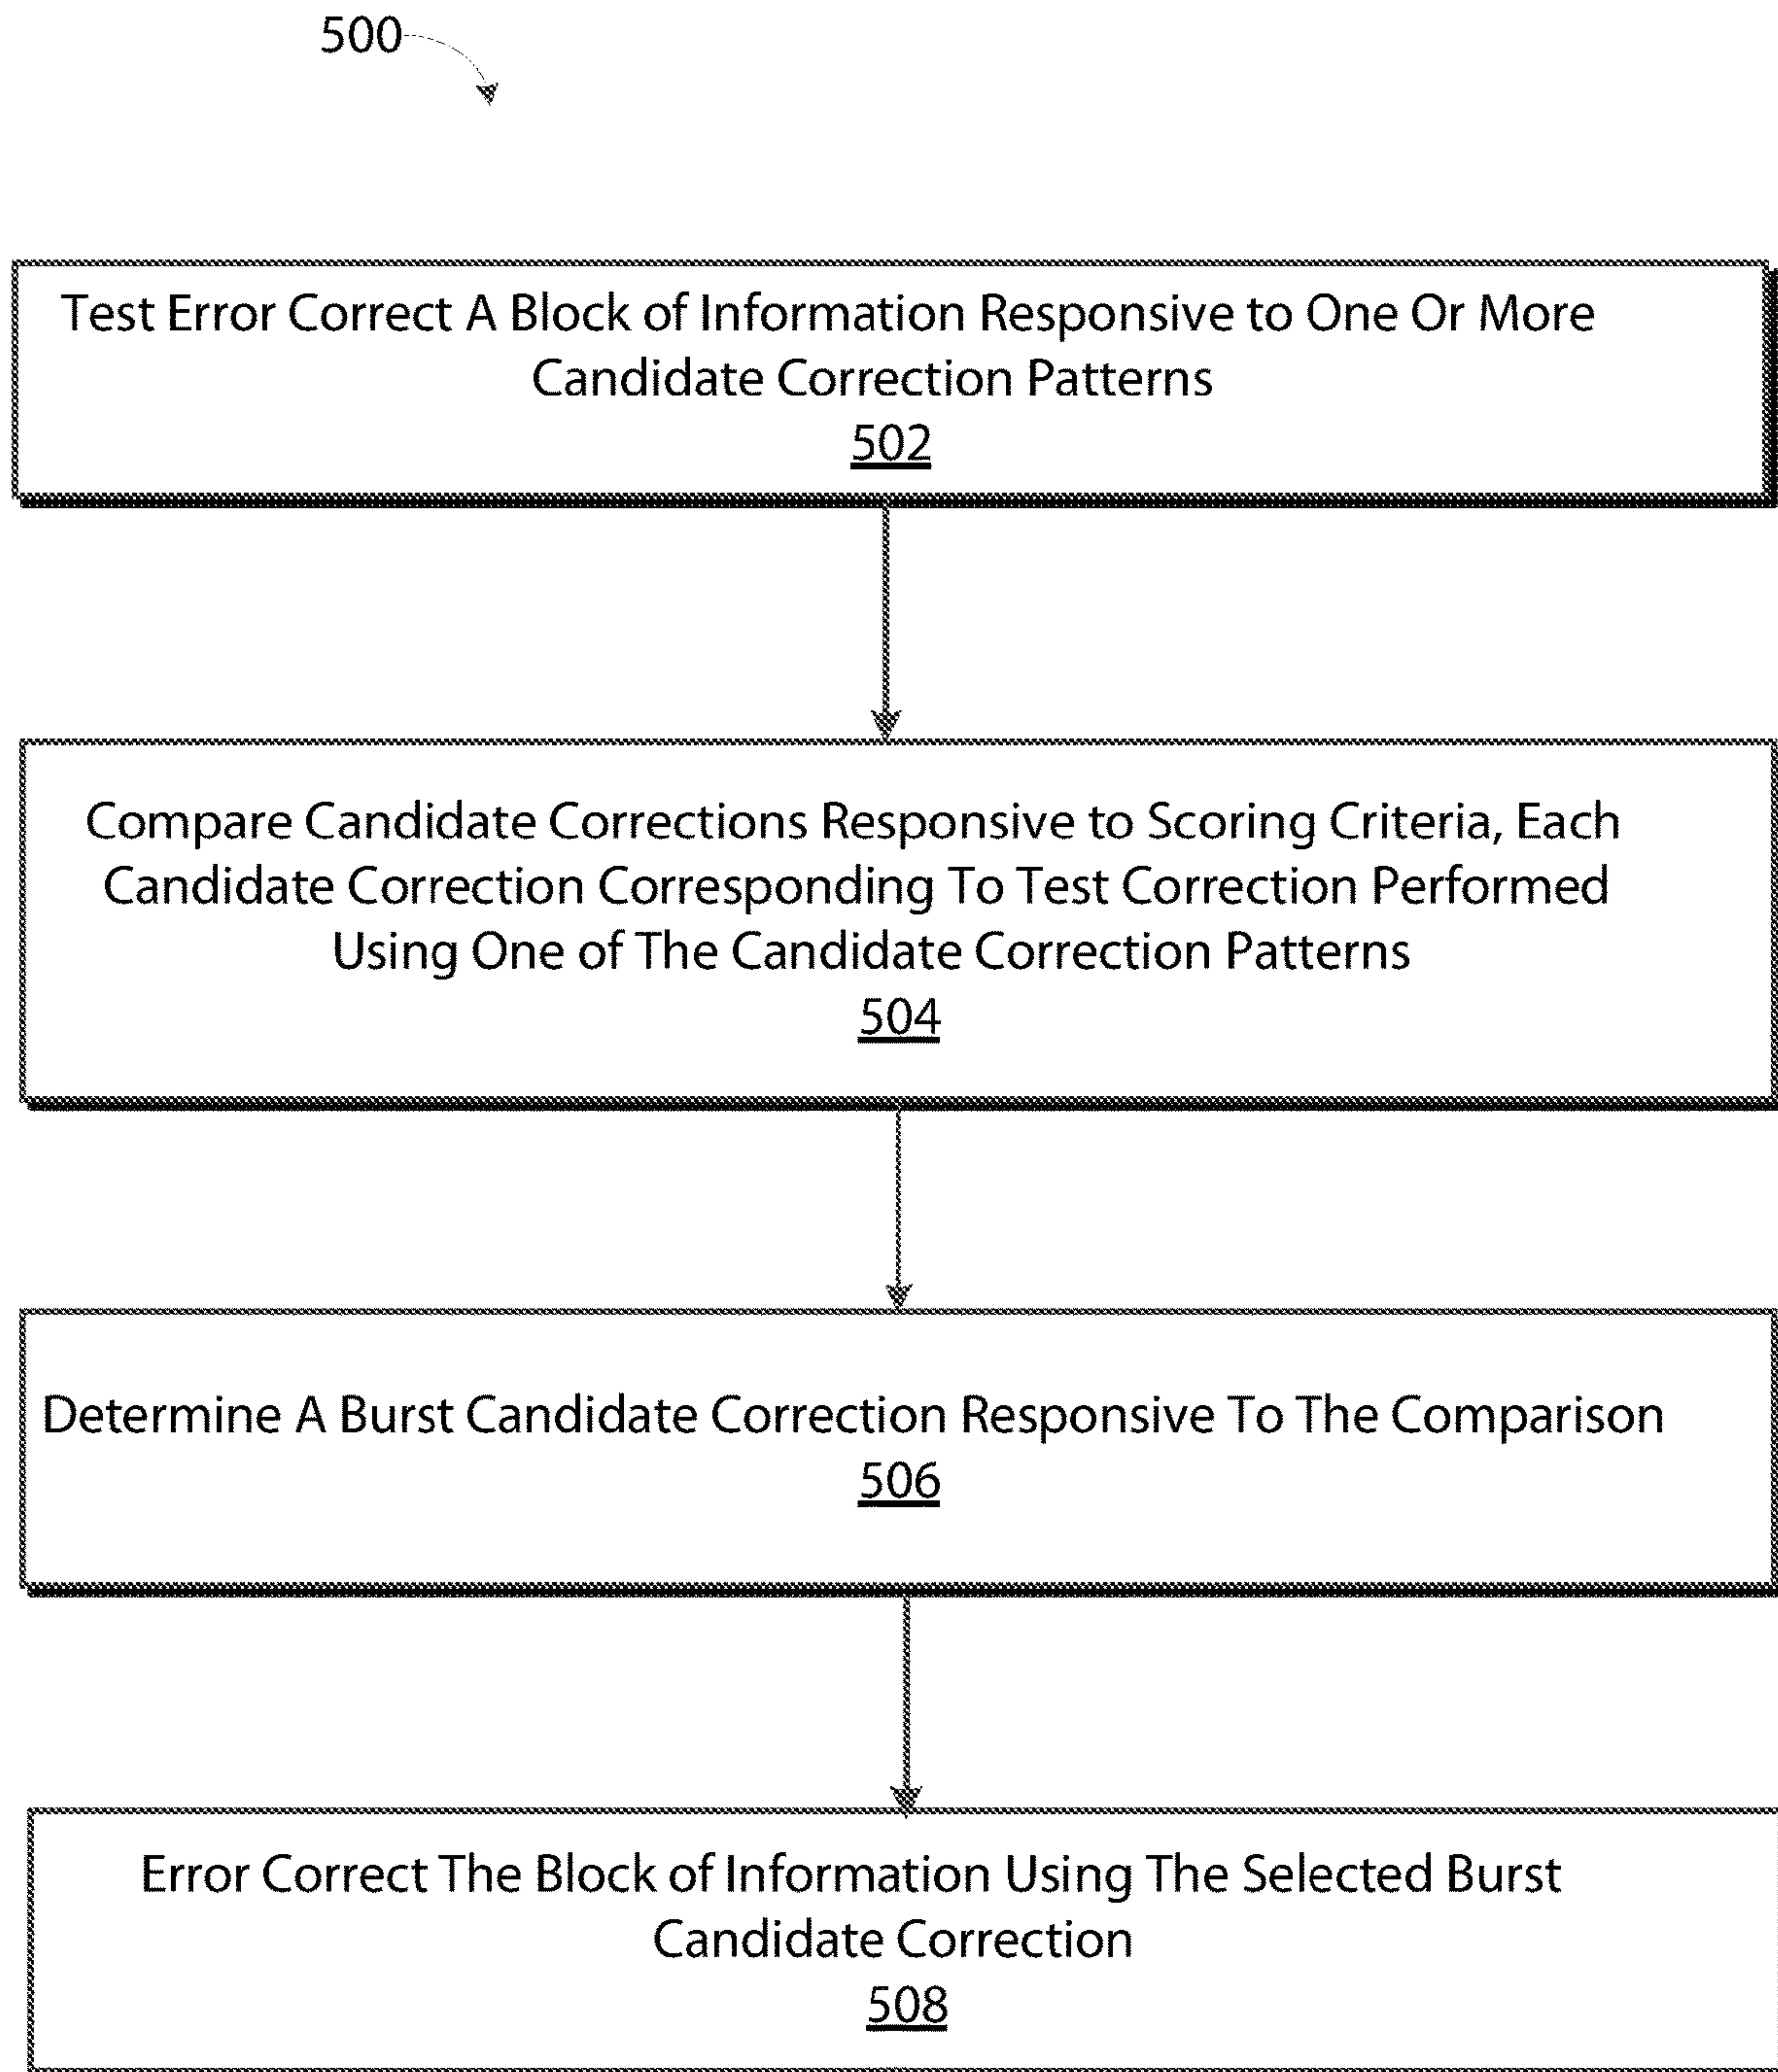 500
Test Error Correct A Block of Information Responsive to One Or More
Candidate Correction Patterns
502
Compare Candidate Corrections Responsive to Scoring Criteria, Each
Candidate Correction Corresponding To Test Correction Performed
Using One of The Candidate Correction Patterns
504
Determine A Burst Candidate Correction Responsive To The Comparison
506
Error Correct The Block of Information Using The Selected Burst
Candidate Correction
508